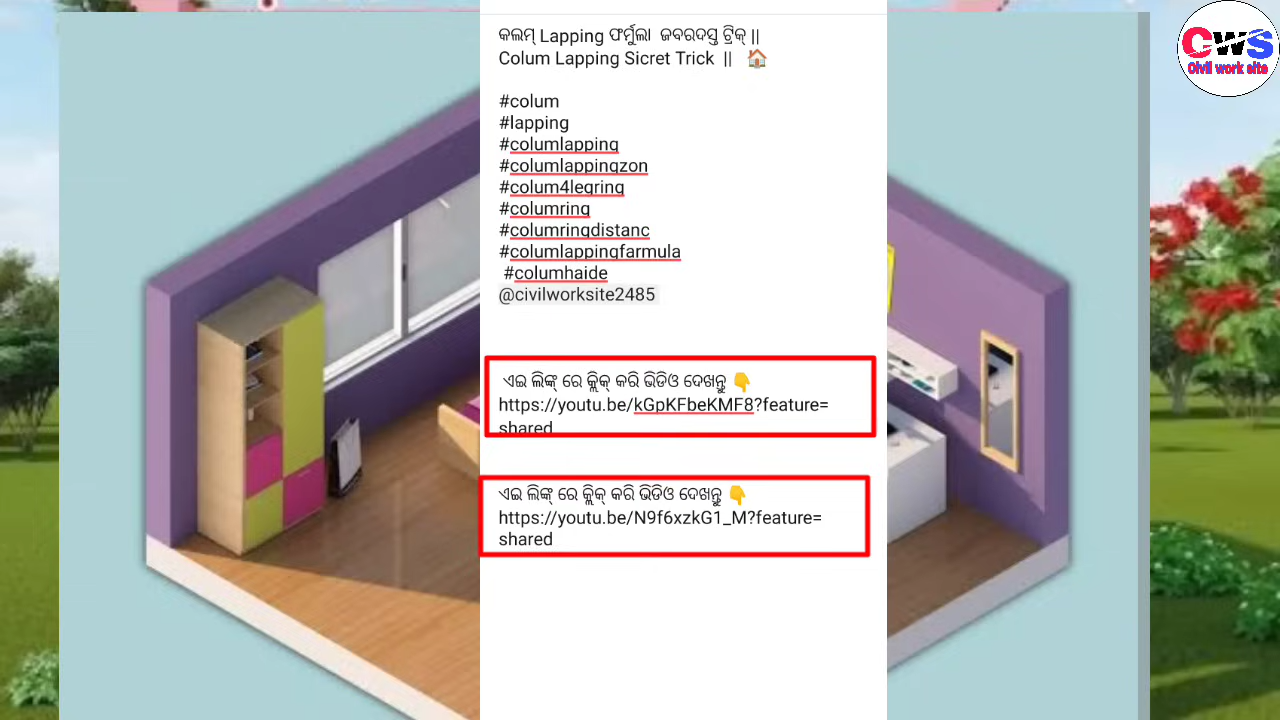 କଲମ୍ Lapping ଫର୍ମୁଲା ଜବରଦସ୍ତ ଟ୍ରିକ୍ ||
Colum Lapping Sicret Trick || 🏠
#colum
#lapping
#columlapping
#columlappingzon
#colum4legring
#columring
#columringdistanc
#columlappingfarmula
#columhaide
@civilworksite2485
ଏଇ ଲିଙ୍କ୍ ରେ କ୍ଲିକ୍ କରି ଭିଡିଓ ଦେଖନ୍ତୁ 👇
https://youtu.be/kGpKFbeKMF8?feature=
shared
ଏଇ ଲିଙ୍କ୍ ରେ କ୍ଲିକ୍ କରି ଭିଡିଓ ଦେଖନ୍ତୁ 👇
https://youtu.be/N9f6xzkG1_M?feature=
shared
CWS
Civil work site